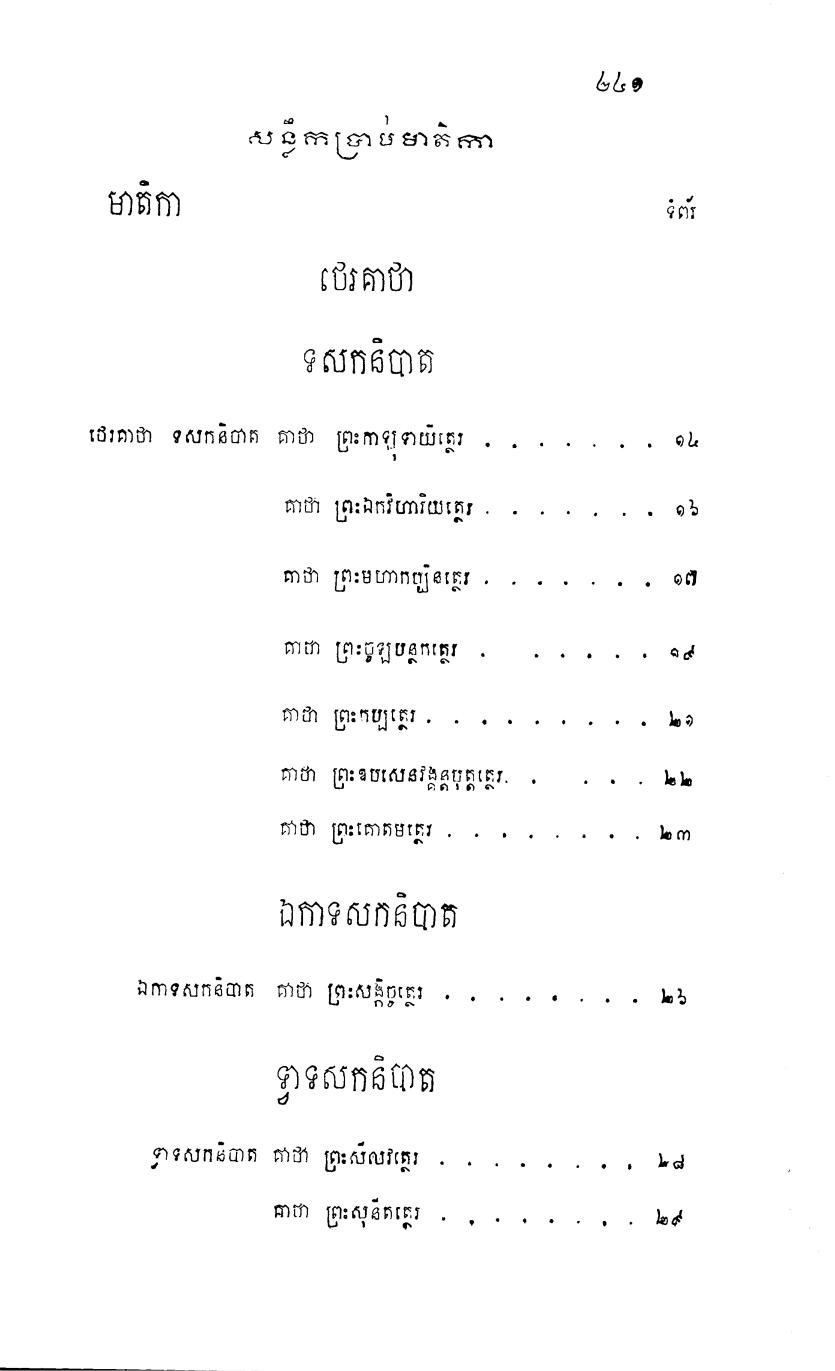 ២៤១
សន្លឹកប្រាប់មាតិកា
មាតិកា ទំព័រ
ថេរគាថា
ទសកនិបាត
ថេរគាថា ទសកនិបាត គាថា ព្រះកាឡុទាយិត្ថេរ . . . . . . . ១៤
គាថា ព្រះឯកវិហារិយត្ថេរ . . . . . . . ១៦
គាថា ព្រះមហាកប្បិនត្ថេរ . . . . . . . ១៧
គាថា ព្រះចូឡបន្ថកត្ថេរ . . . . . . ១៩
គាថា ព្រះកប្បត្ថេរ . . . . . . . . . ២១
គាថា ព្រះឧបសេនវង្គន្តបុត្តត្ថេរ . . . . . ២២
គាថា ព្រះគោតមត្ថេរ . . . . . . . . ២៣
ឯកាទសកនិបាត
ឯកាទសកនិបាត គាថា ព្រះសង្កិច្ចត្ថេរ . . . . . . . . ២៦
ទ្វាទសកនិបាត
ទ្វាទសកនិបាត គាថា ព្រះសីលវត្ថេរ . . . . . . . . ២៨
គាថា ព្រះសុនីតត្ថេរ . . . . . . . . ២៩